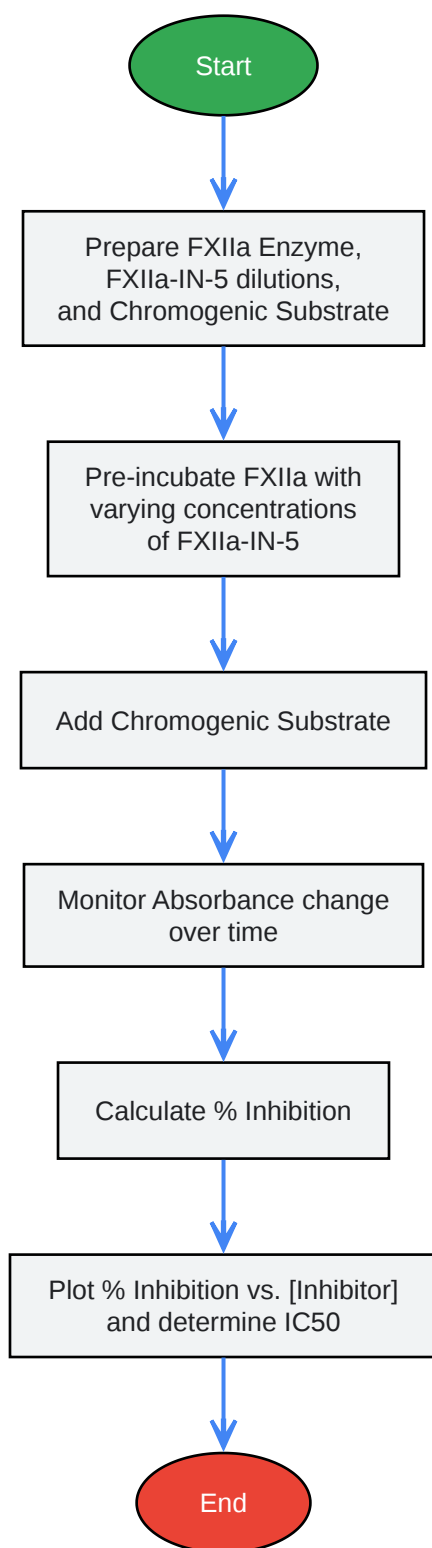 Start
Prepare FXIIa Enzyme,
FXIIa-IN-5 dilutions,
and Chromogenic Substrate
Pre-incubate FXIIa with
varying concentrations
of FXIIa-IN-5
Add Chromogenic Substrate
Monitor Absorbance change
over time
Calculate % Inhibition
Plot % Inhibition vs. [Inhibitor]
and determine IC50
End